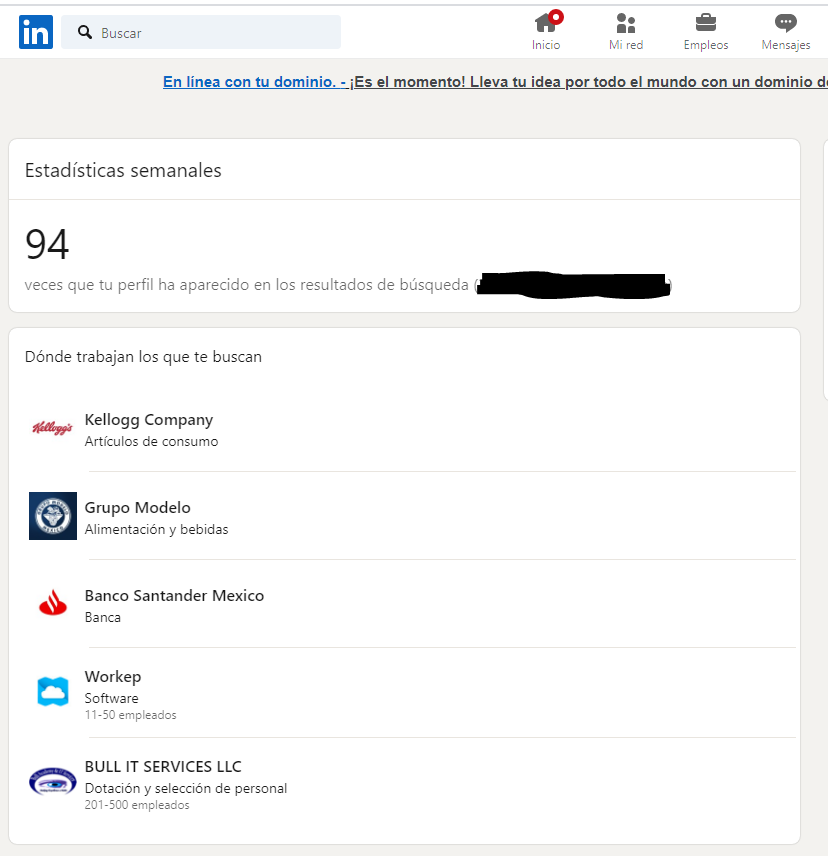 in
Buscar
Inicio
Mi red
Empleos
Mensajes
En línea con tu dominio. - ¡Es el momento! Lleva tu idea por todo el mundo con un dominio
Estadísticas semanales
94
veces que tu perfil ha aparecido en los resultados de búsqueda (
Dónde trabajan los que te buscan
Kellogg's
Kellogg Company
Artículos de consumo
GRUPO MODELO
MEXICO
Grupo Modelo
Alimentación y bebidas
Banco Santander Mexico
Banca
Workep
Software
11-50 empleados
BULL IT SERVICES LLC
Dotación y selección de personal
201-500 empleados